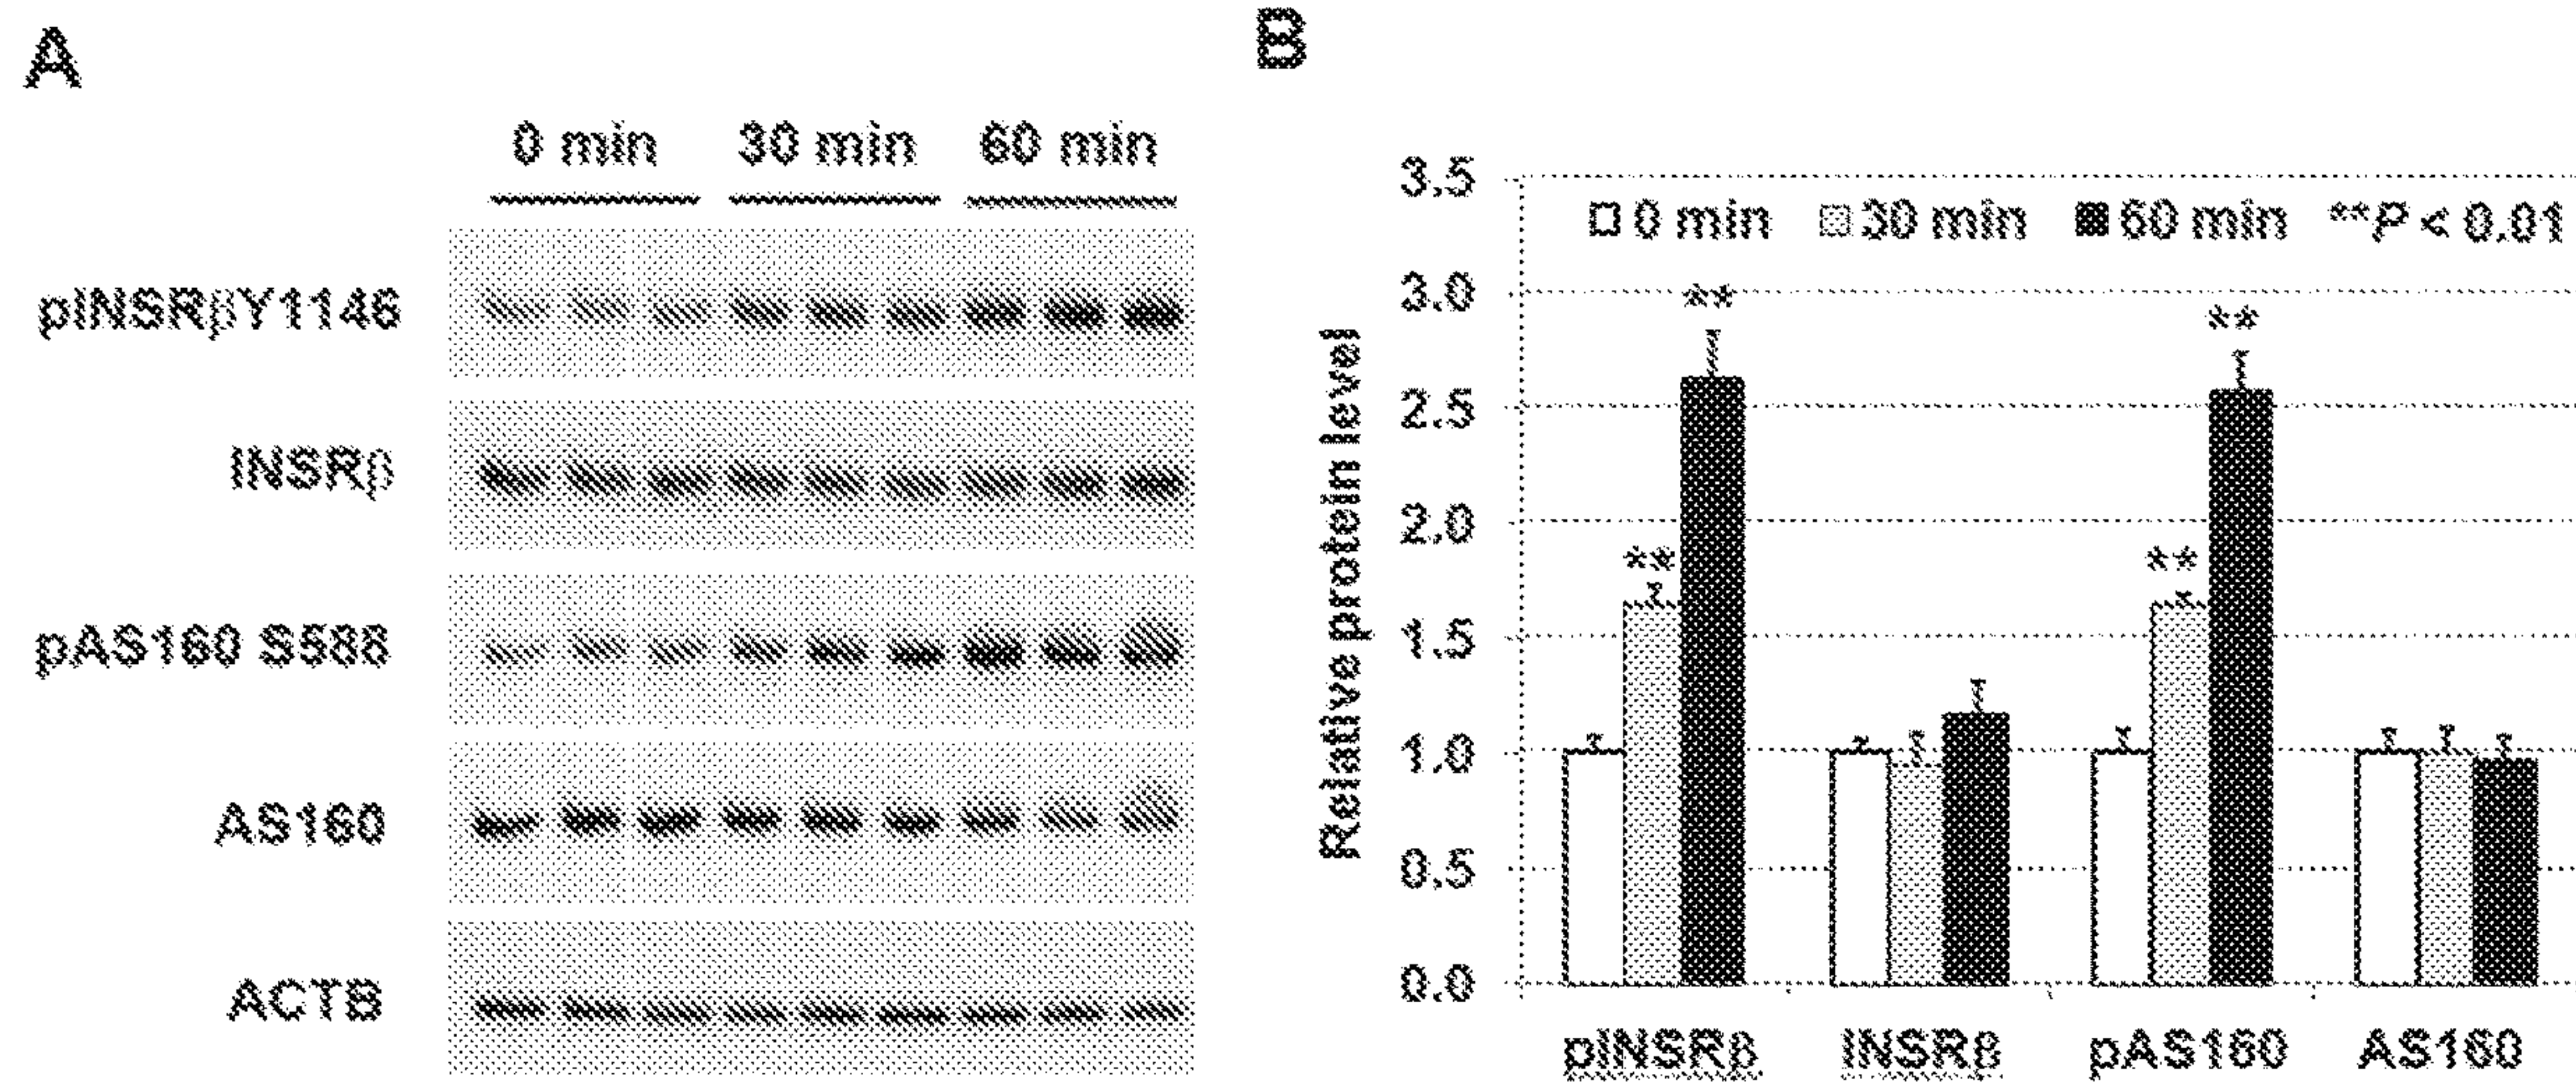 A
0 min 30 min 60 min
pINSRβY1146
INSRβ
pAS160 S588
AS160
ACTB
B
3.5
3.0
2.5
2.0
1.5
1.0
0.5
0.0
Relative protein level
0 min 30 min 60 min **P < 0.01
**
**
**
**
pINSRβ INSRβ pAS160 AS160